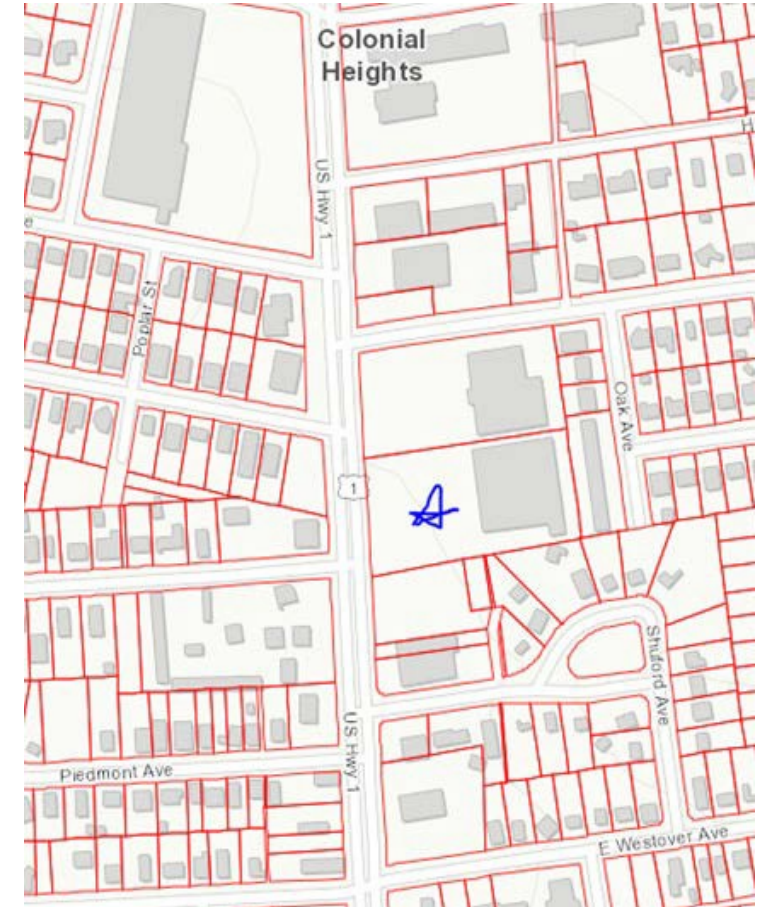 Colonial
Heights
H
US Hwy 1
e
Poplar St
Oak Ave
1
Shuford Ave
US Hwy 1
Piedmont Ave
E Westover Ave